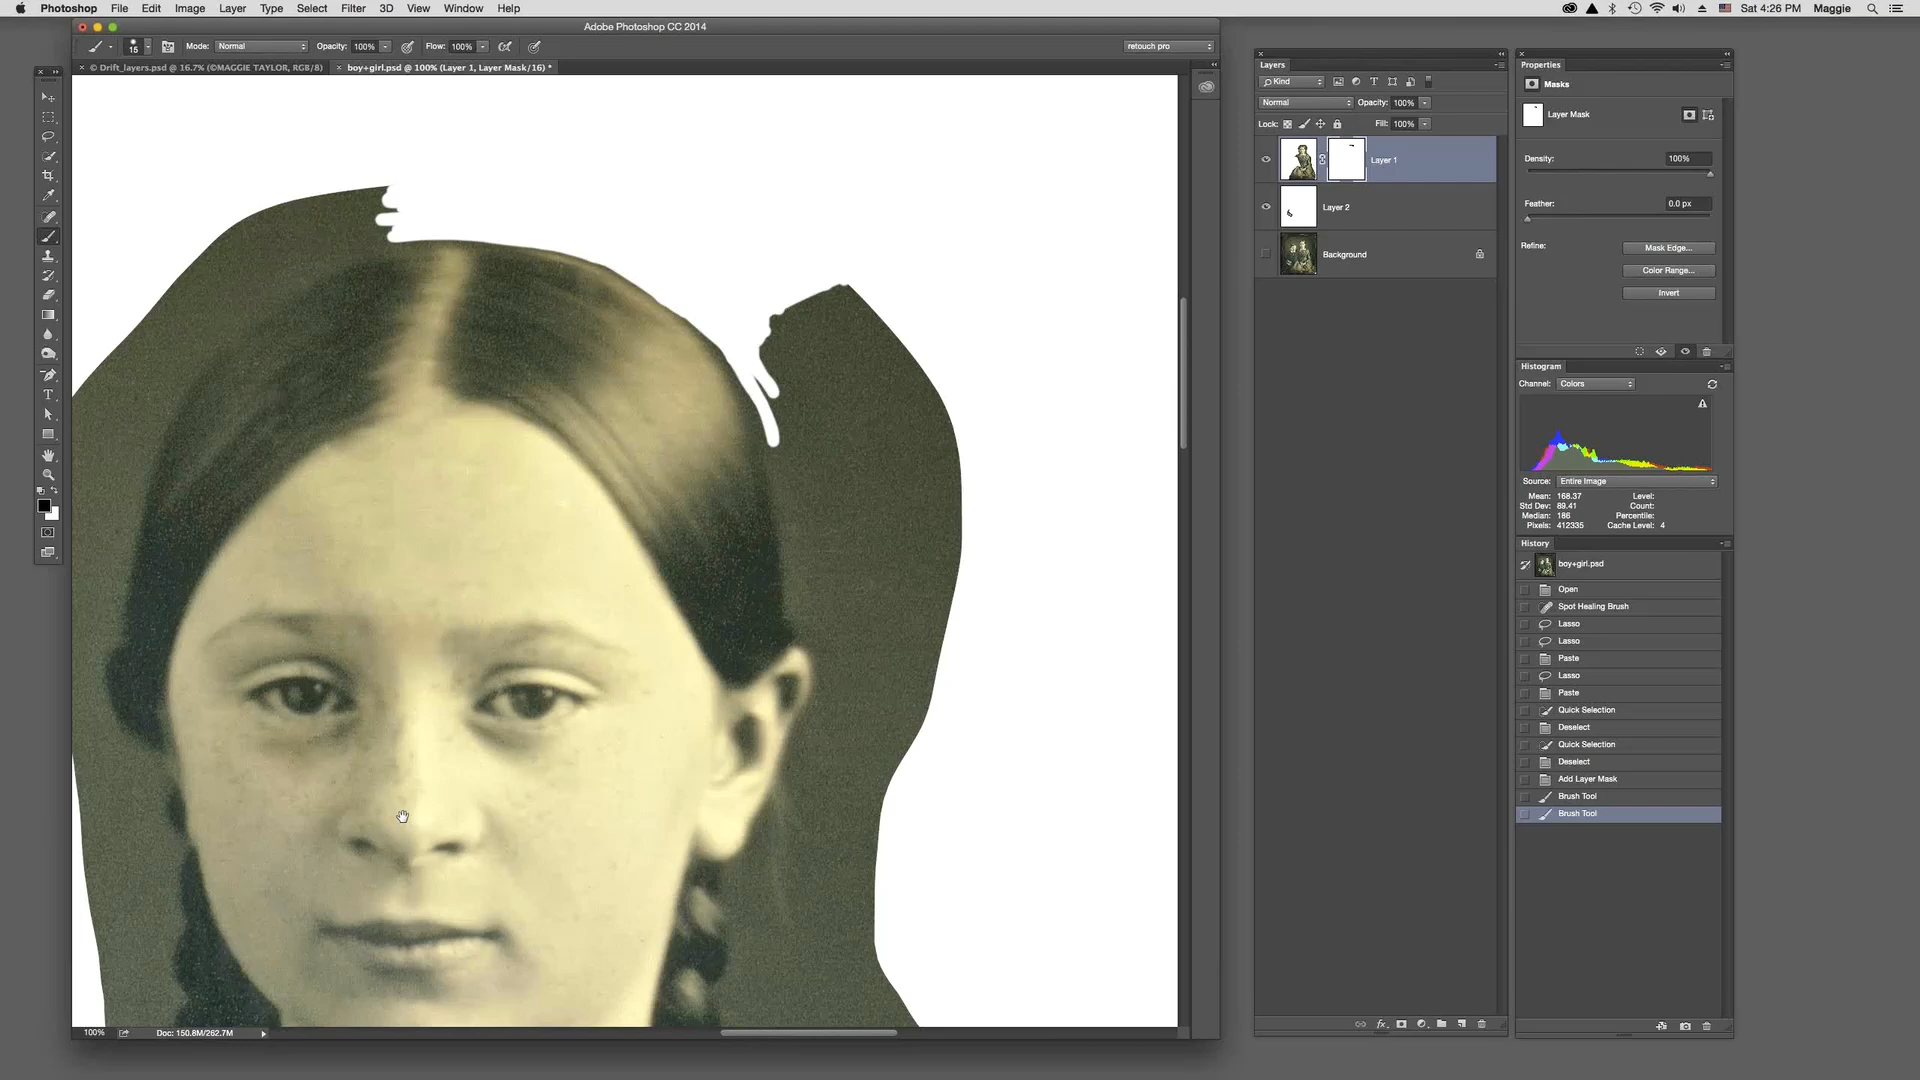 Photoshop File Edit Image Layer Type Select Filter 3D View Window Help
Sat 4:26 PM Maggie
Adobe Photoshop CC 2014
15 Mode: Normal Opacity: 100% Flow: 100% retouch pro
© Drift_layers.psd @ 16.7% (©MAGGIE TAYLOR, RGB/8) boy+girl.psd @ 100% (Layer 1, Layer Mask/16) *
Layers
Kind
Normal Opacity: 100%
Lock: Fill: 100%
Layer 1
Layer 2
Background
Properties
Masks
Layer Mask
Density: 100%
Feather: 0.0 px
Refine: Mask Edge...
Color Range...
Invert
Histogram
Channel: Colors
Source: Entire Image
Mean: 168.37 Level:
Std Dev: 89.41 Count:
Median: 186 Percentile:
Pixels: 412335 Cache Level: 4
History
boy+girl.psd
Open
Spot Healing Brush
Lasso
Lasso
Paste
Lasso
Paste
Quick Selection
Deselect
Quick Selection
Deselect
Add Layer Mask
Brush Tool
Brush Tool
100% Doc: 150.8M/262.7M